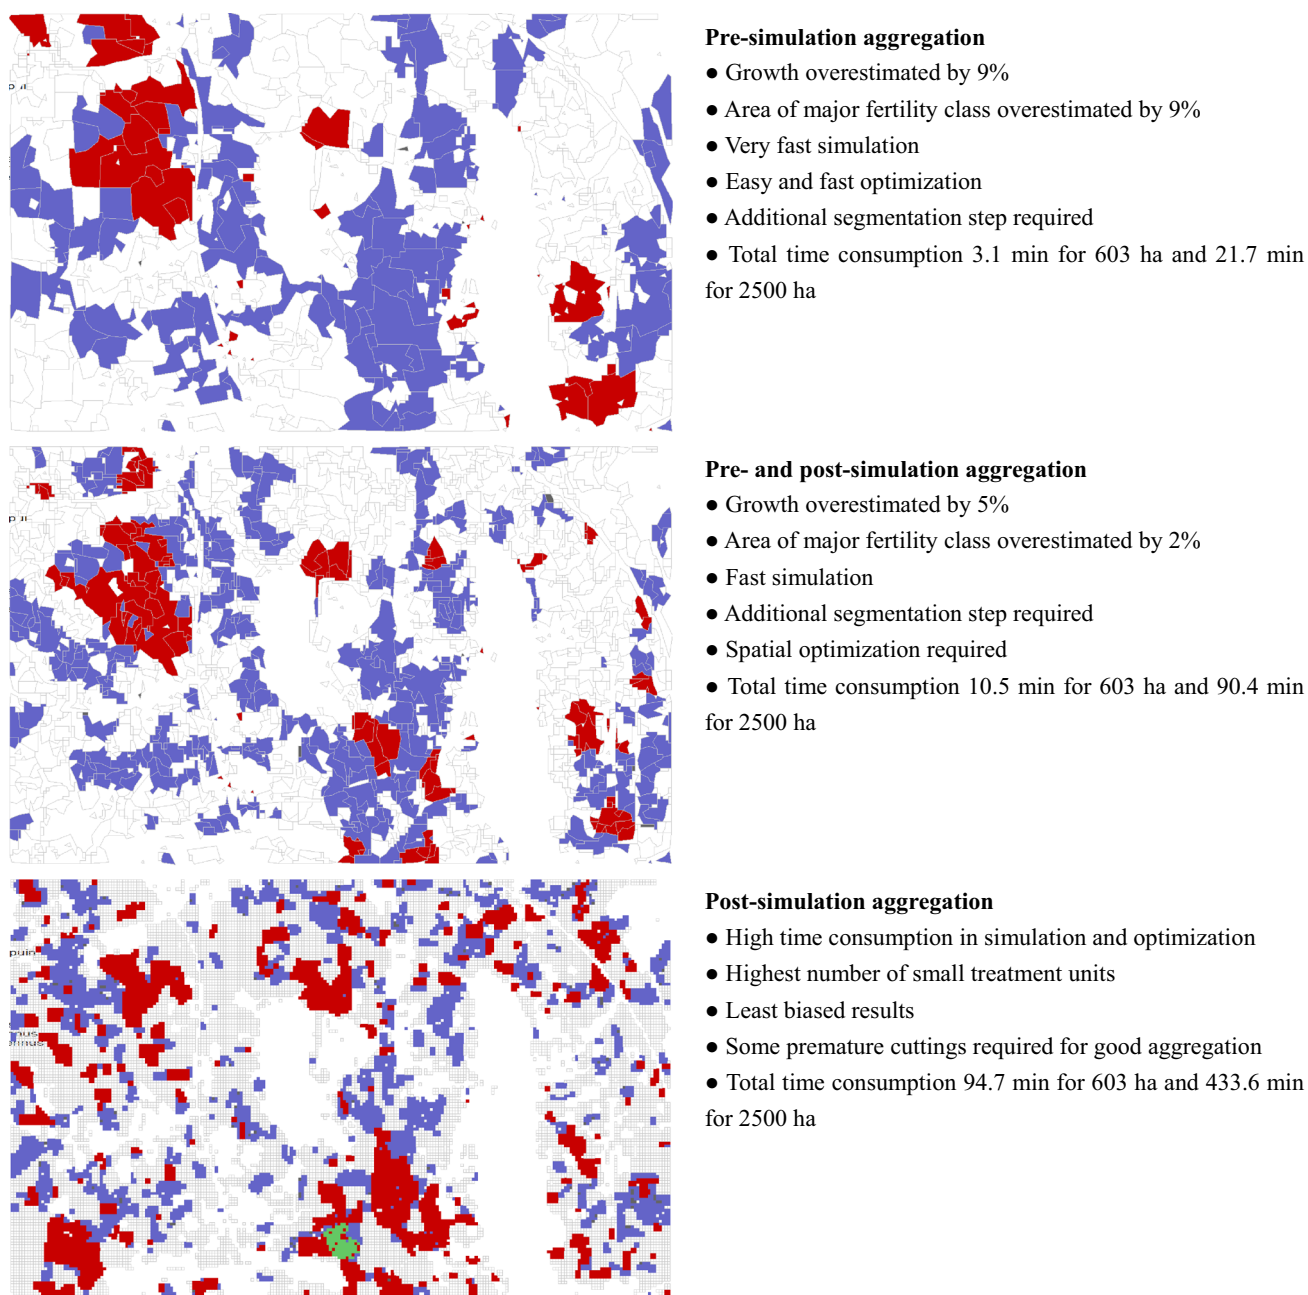 Pre-simulation aggregation
● Growth overestimated by 9%
● Area of major fertility class overestimated by 9%
● Very fast simulation
● Easy and fast optimization
● Additional segmentation step required
● Total time consumption 3.1 min for 603 ha and 21.7 min
for 2500 ha
Pre- and post-simulation aggregation
● Growth overestimated by 5%
● Area of major fertility class overestimated by 2%
● Fast simulation
● Additional segmentation step required
● Spatial optimization required
● Total time consumption 10.5 min for 603 ha and 90.4 min
for 2500 ha
Post-simulation aggregation
● High time consumption in simulation and optimization
● Highest number of small treatment units
● Least biased results
● Some premature cuttings required for good aggregation
● Total time consumption 94.7 min for 603 ha and 433.6 min
for 2500 ha